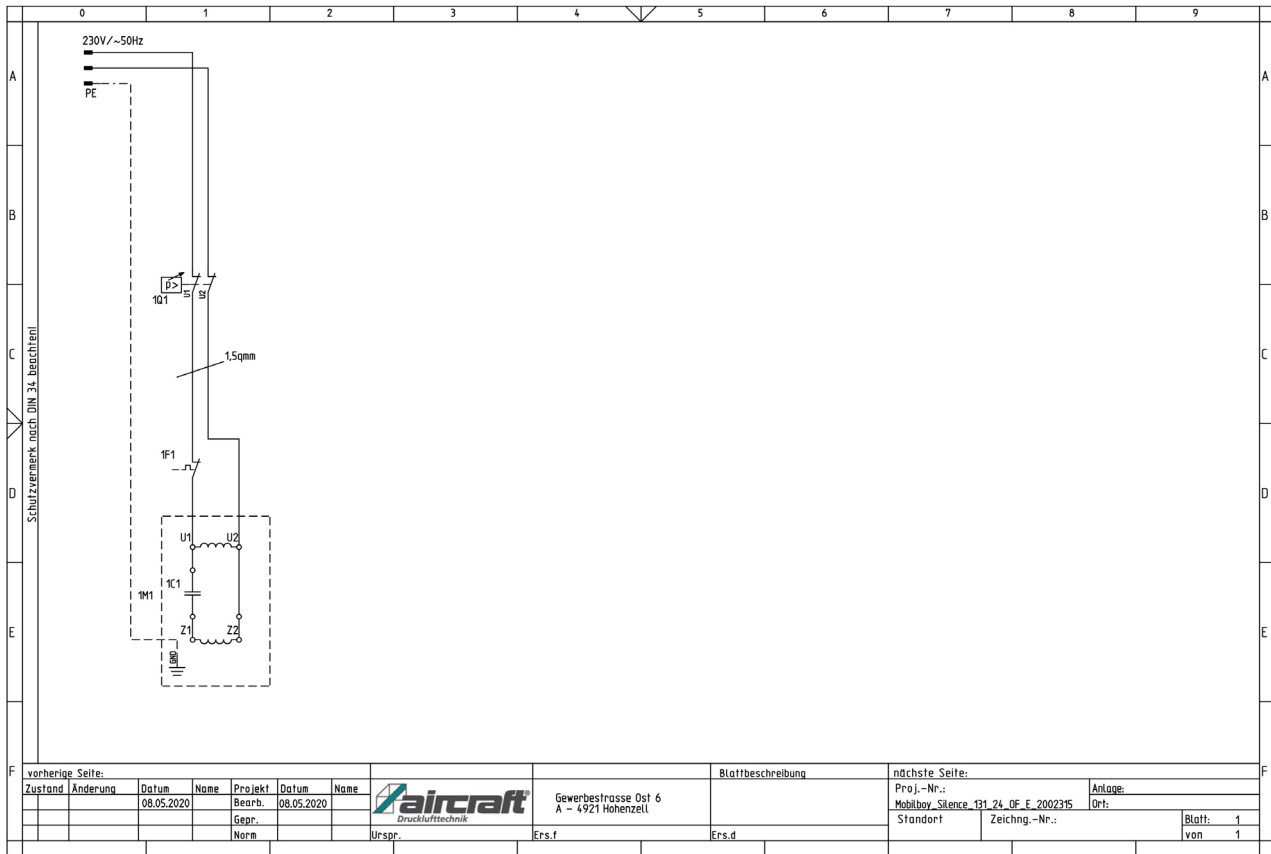 0 1 2 3 4 5 6 7 8 9
230V/~50Hz
A A
PE
B B
p>
U1 U2
1Q1
Schutzvermerk nach DIN 34 beachten!
C C
1,5qmm
1F1
D D
U1 U2
1C1
1M1
E E
Z1 Z2
GND
F F
vorherige Seite: Blattbeschreibung nächste Seite:
Zustand Änderung Datum Name Projekt Datum Name Proj.-Nr.: Anlage:
08.05.2020 Bearb. 08.05.2020 aircraft® Gewerbestrasse Ost 6 Mobilboy_Silence_131_24_OF_E_2002315 Ort:
Gepr. Drucklufttechnik A - 4921 Hohenzell Standort Zeichng.-Nr.: Blatt: 1
Norm Urspr. Ers.f Ers.d von 1